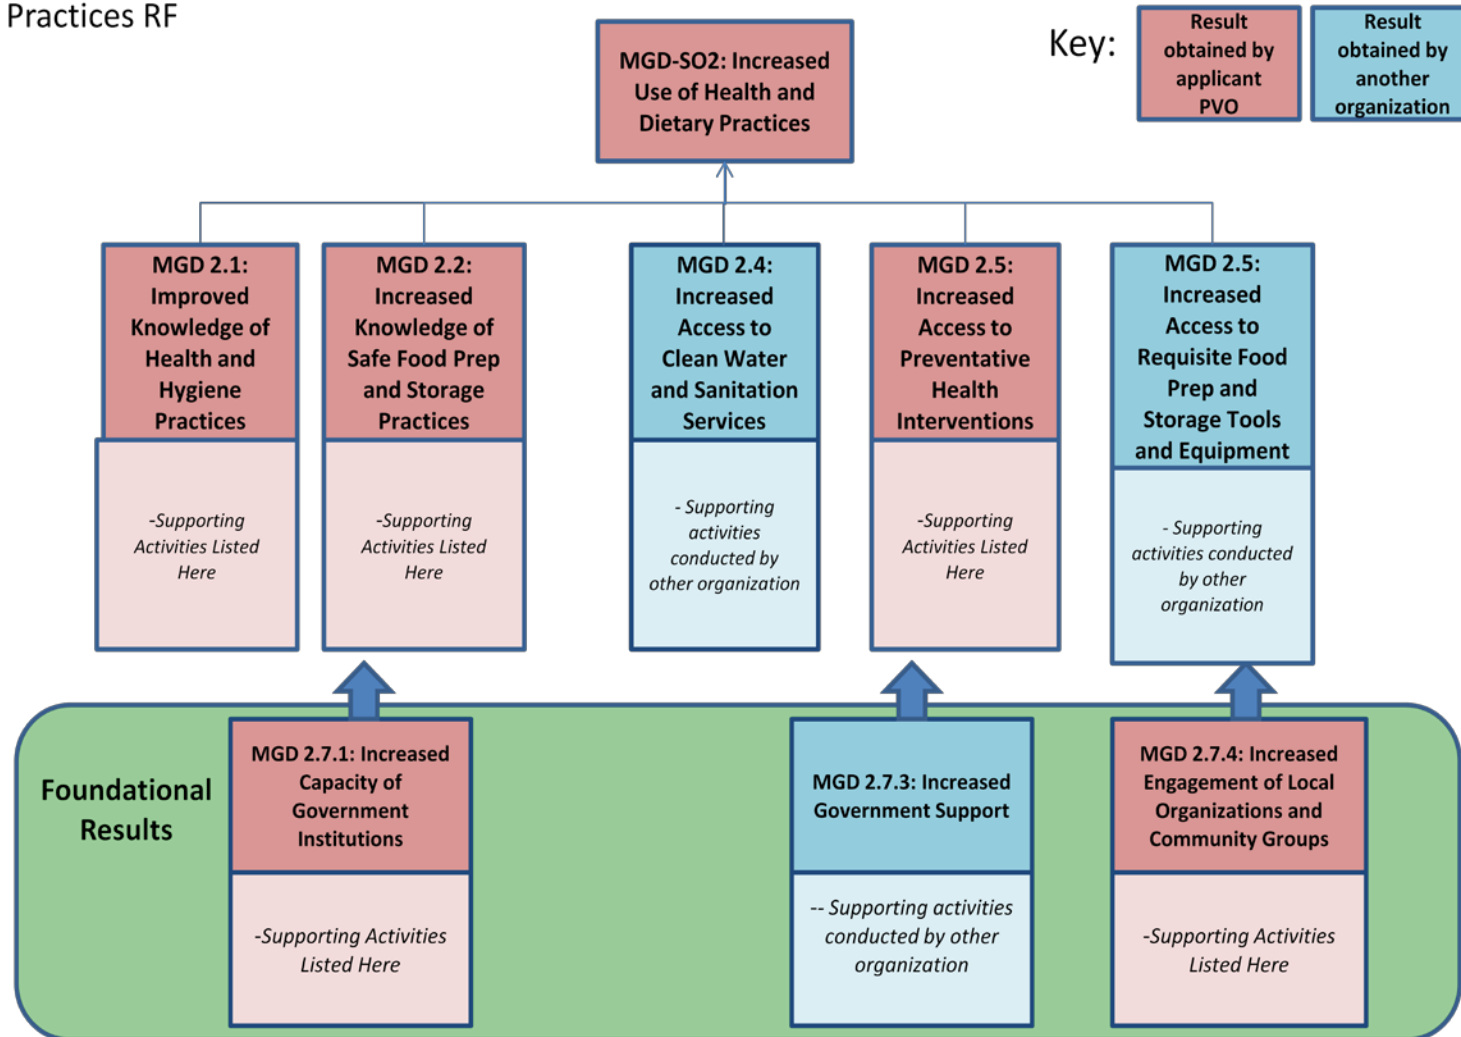 Practices RF
Key:
Result
obtained by
applicant
PVO
Result
obtained by
another
organization
MGD-SO2: Increased
Use of Health and
Dietary Practices
MGD 2.1:
Improved
Knowledge of
Health and
Hygiene
Practices
-Supporting
Activities Listed
Here
MGD 2.2:
Increased
Knowledge of
Safe Food Prep
and Storage
Practices
-Supporting
Activities Listed
Here
MGD 2.4:
Increased
Access to
Clean Water
and Sanitation
Services
- Supporting
activities
conducted by
other organization
MGD 2.5:
Increased
Access to
Preventative
Health
Interventions
-Supporting
Activities Listed
Here
MGD 2.5:
Increased
Access to
Requisite Food
Prep and
Storage Tools
and Equipment
- Supporting
activities conducted
by other
organization
Foundational
Results
MGD 2.7.1: Increased
Capacity of
Government
Institutions
-Supporting Activities
Listed Here
MGD 2.7.3: Increased
Government Support
-- Supporting activities
conducted by other
organization
MGD 2.7.4: Increased
Engagement of Local
Organizations and
Community Groups
-Supporting Activities
Listed Here